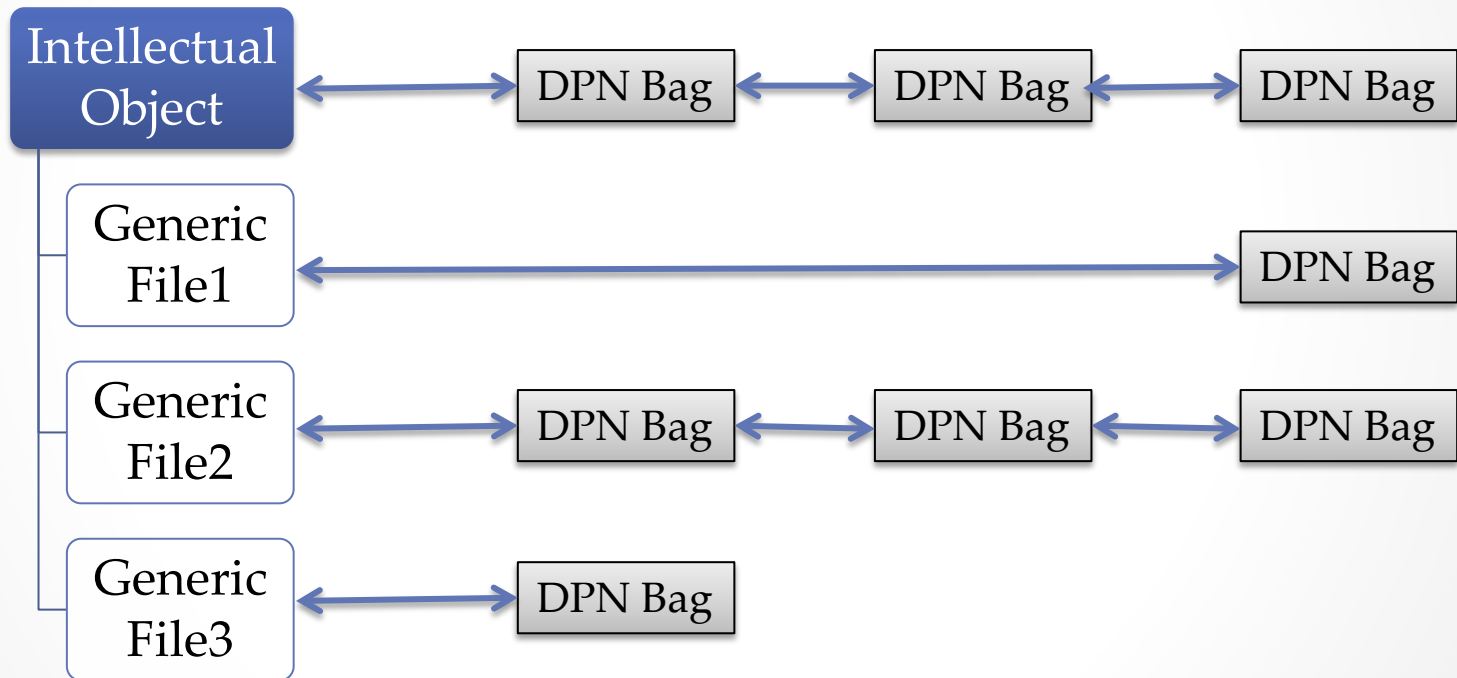 Intellectual
Object
DPN Bag
DPN Bag
DPN Bag
Generic
File1
DPN Bag
Generic
File2
DPN Bag
DPN Bag
DPN Bag
Generic
File3
DPN Bag